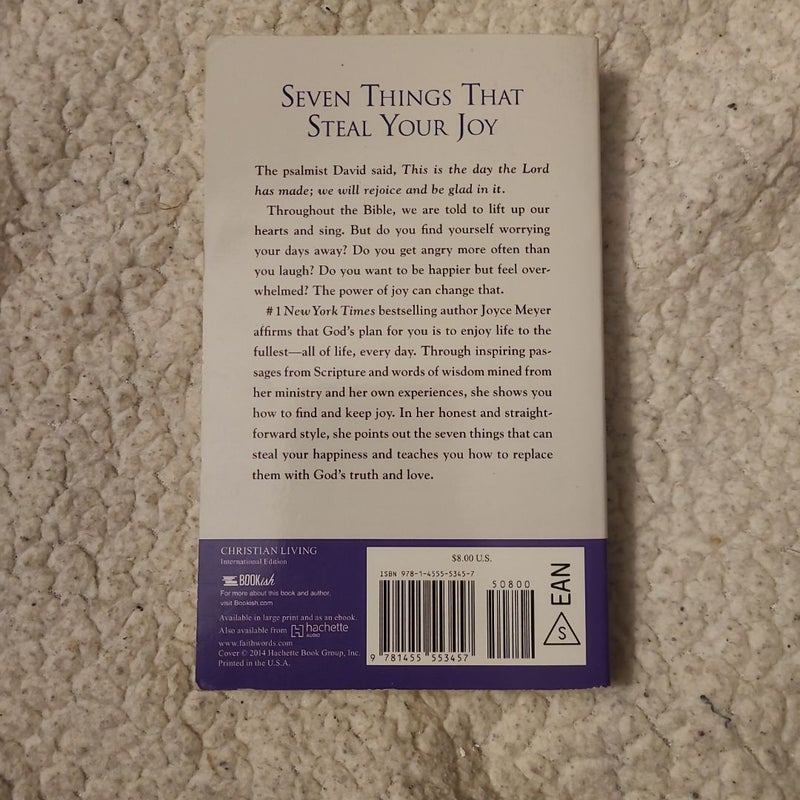 SEVEN THINGS THAT
STEAL YOUR JOY
The psalmist David said, This is the day the Lord
has made; we will rejoice and be glad in it.
Throughout the Bible, we are told to lift up our
hearts and sing. But do you find yourself worrying
your days away? Do you get angry more often than
you laugh? Do you want to be happier but feel over-
whelmed? The power of joy can change that.
#1 New York Times bestselling author Joyce Meyer
affirms that God's plan for you is to enjoy life to the
fullest—all of life, every day. Through inspiring pas-
sages from Scripture and words of wisdom mined from
her ministry and her own experiences, she shows you
how to find and keep joy. In her honest and straight-
forward style, she points out the seven things that can
steal your happiness and teaches you how to replace
them with God's truth and love.
CHRISTIAN LIVING
International Edition
BOOKish
For more about this book and author,
visit Bookish.com
Available in large print and as an ebook.
Also available from hachette
AUDIO
www.faithwords.com
Cover © 2014 Hachette Book Group, Inc.
Printed in the U.S.A.
$8.00 U.S.
ISBN 978-1-4555-5345-7
50800
9 781455 553457
S
EAN